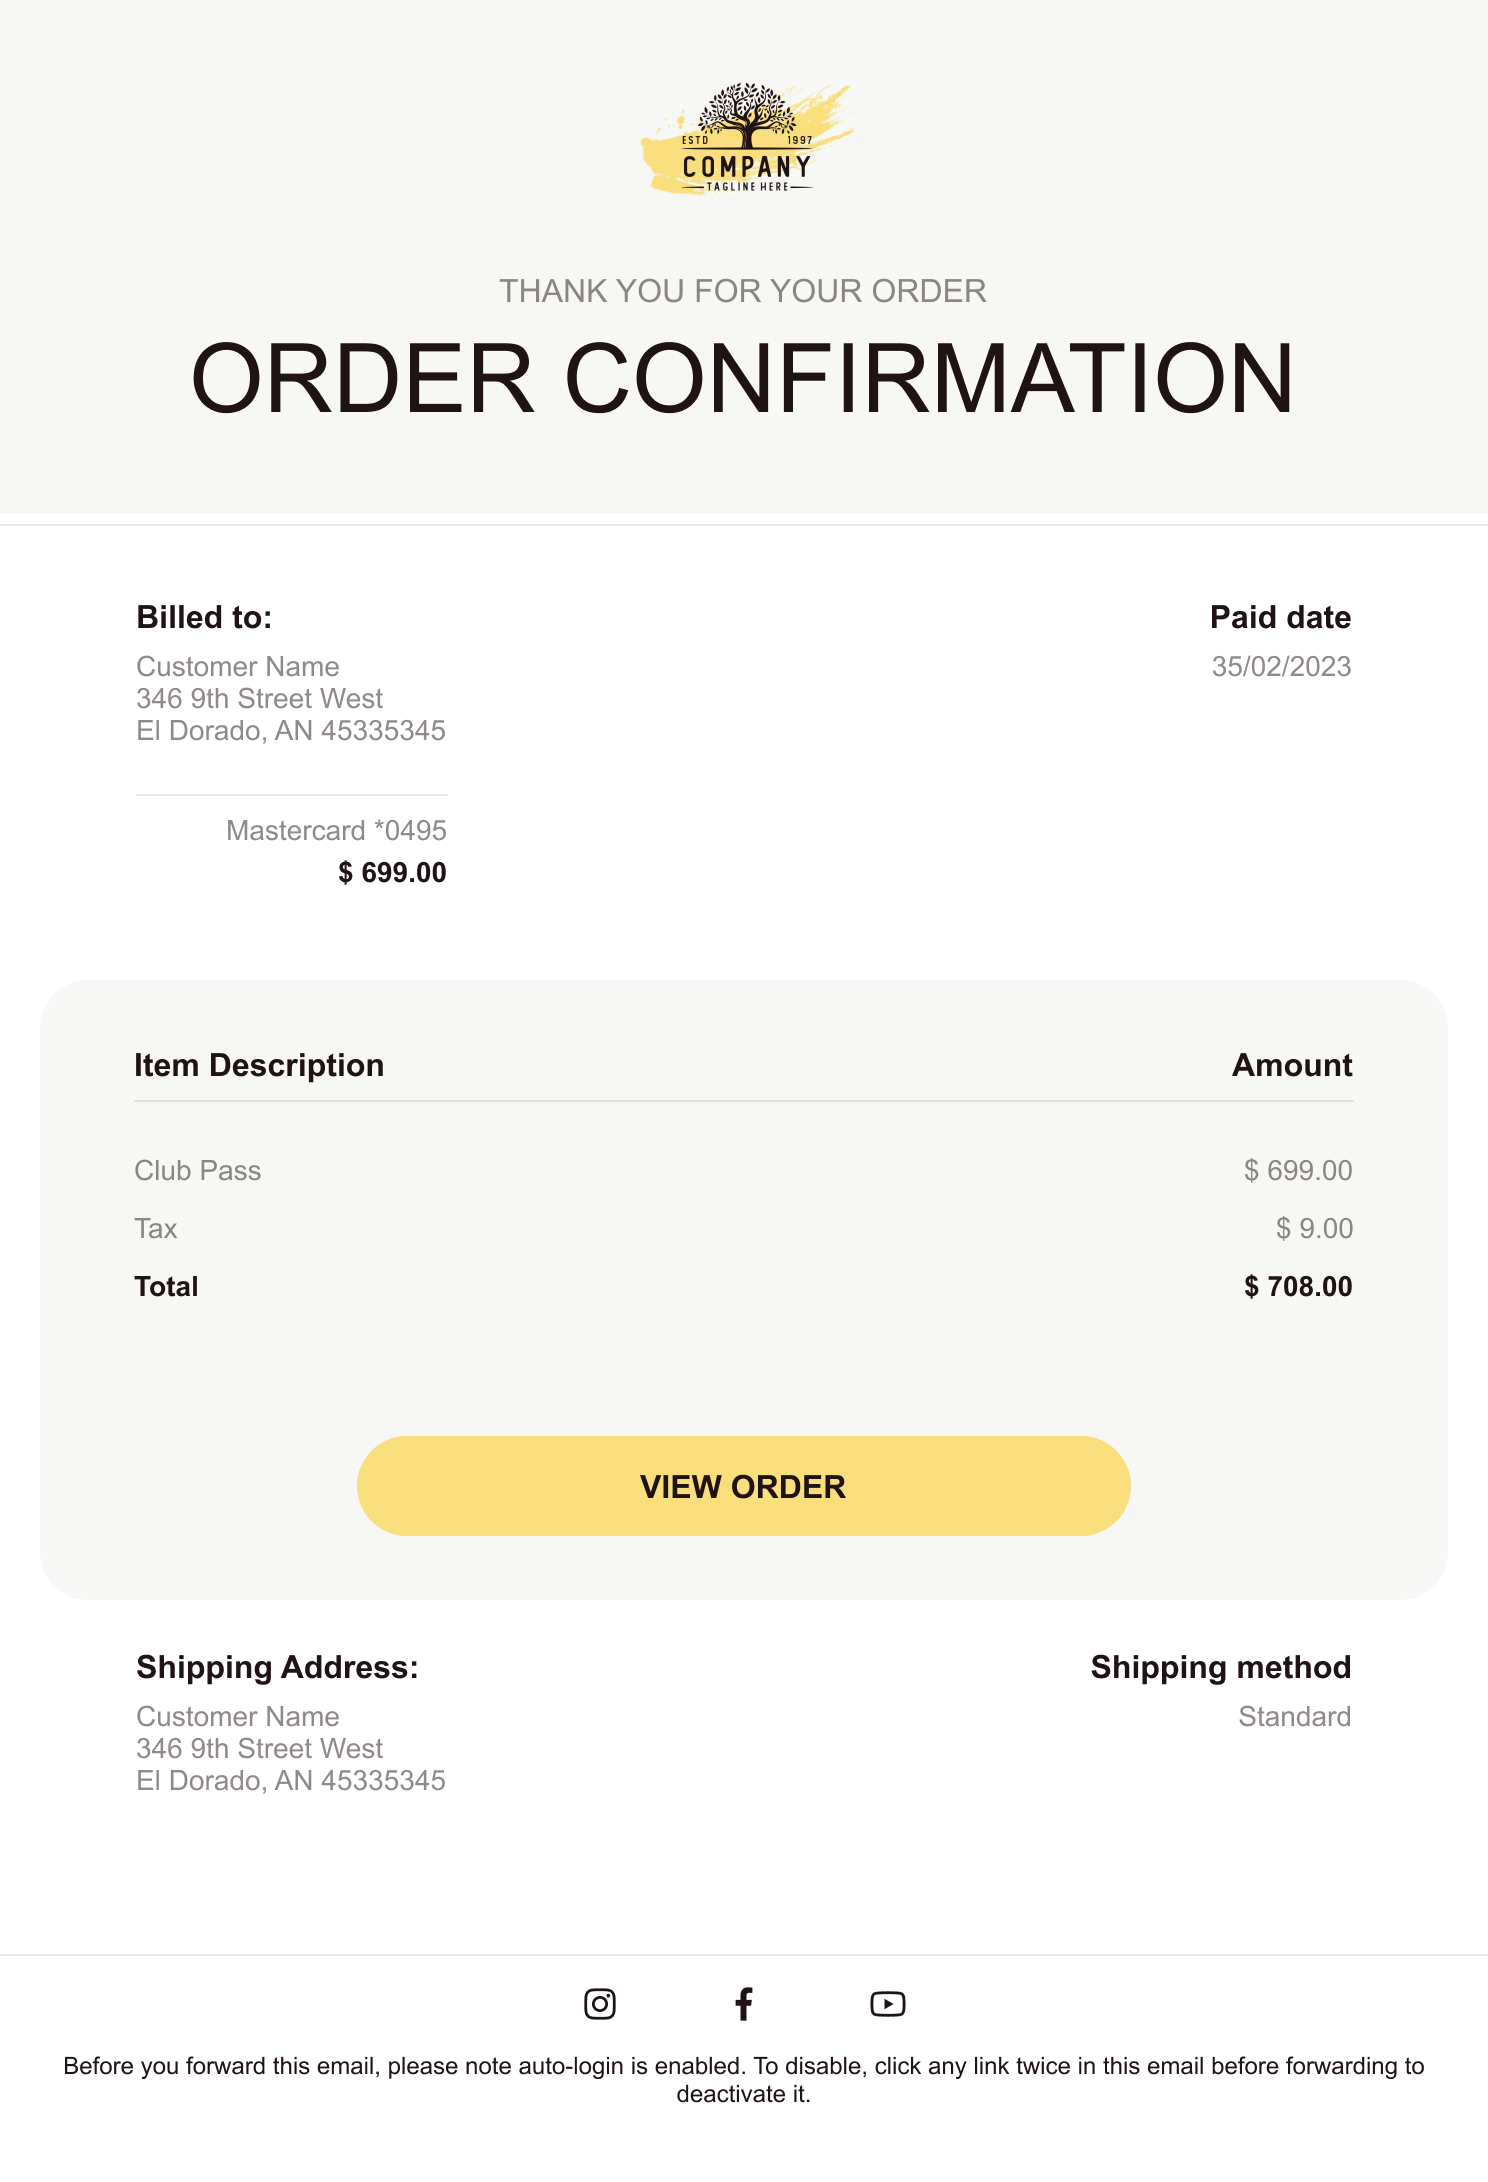 ESTD 1997
COMPANY
TAGLINE HERE
THANK YOU FOR YOUR ORDER
ORDER CONFIRMATION
Billed to:
Customer Name
346 9th Street West
El Dorado, AN 45335345
Mastercard *0495
$ 699.00
Paid date
35/02/2023
Item Description Amount
Club Pass $ 699.00
Tax $ 9.00
Total $ 708.00
VIEW ORDER
Shipping Address:
Customer Name
346 9th Street West
El Dorado, AN 45335345
Shipping method
Standard
Before you forward this email, please note auto-login is enabled. To disable, click any link twice in this email before forwarding to
deactivate it.